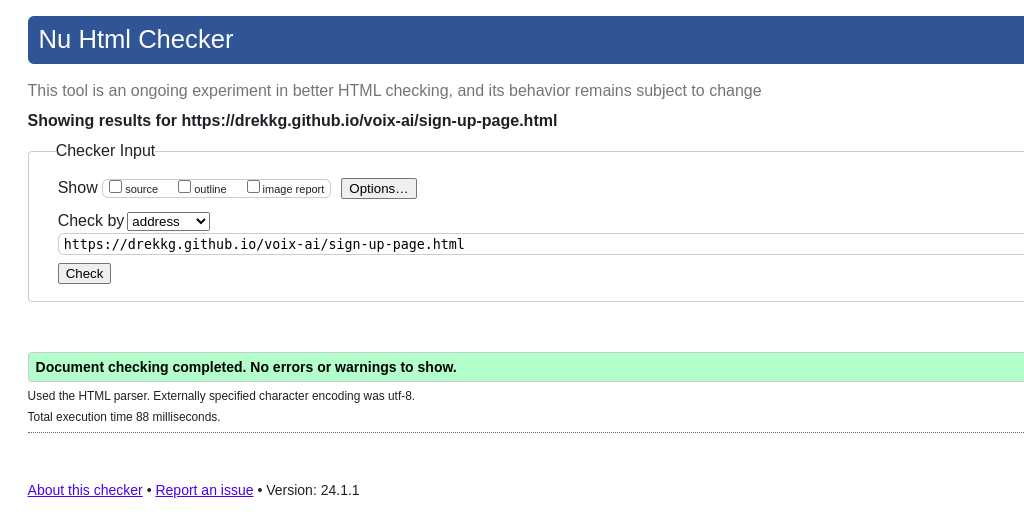 Nu Html Checker
This tool is an ongoing experiment in better HTML checking, and its behavior remains subject to change
Showing results for https://drekkg.github.io/voix-ai/sign-up-page.html
Checker Input
Show source outline image report Options…
Check by address
https://drekkg.github.io/voix-ai/sign-up-page.html
Check
Document checking completed. No errors or warnings to show.
Used the HTML parser. Externally specified character encoding was utf-8.
Total execution time 88 milliseconds.
About this checker • Report an issue • Version: 24.1.1